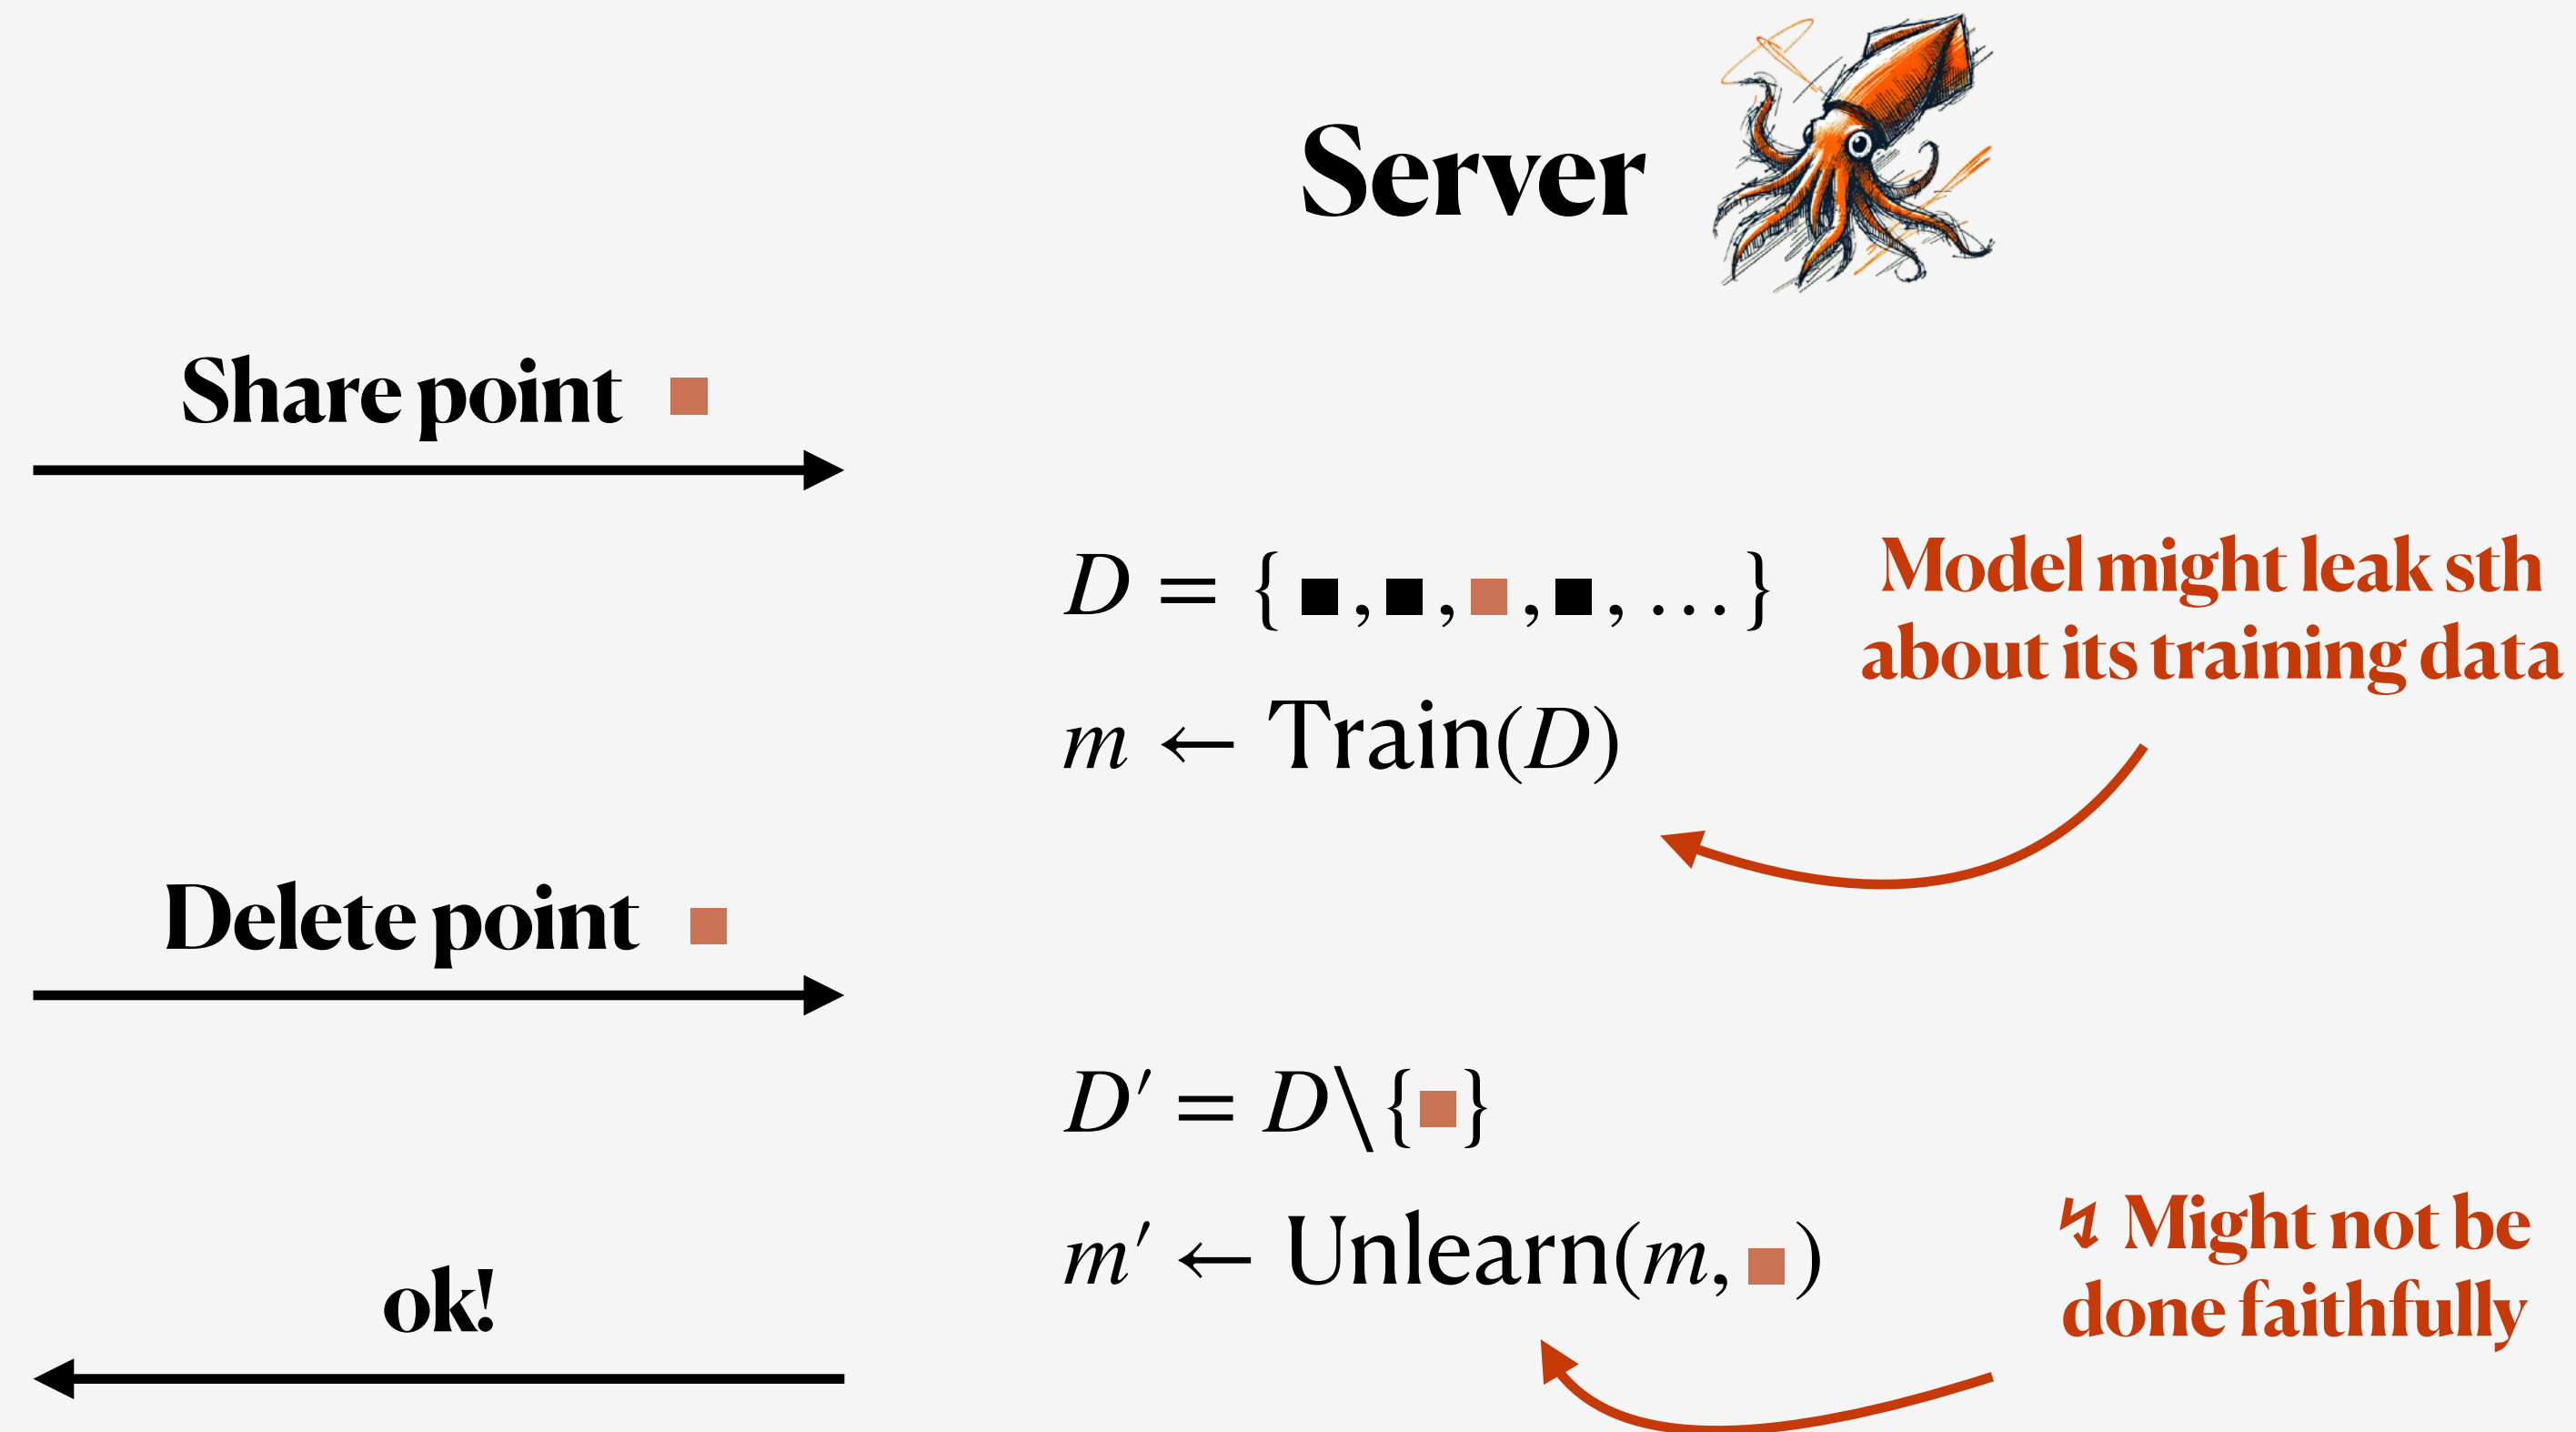 Server
Share point ■
D = {■, ■, ■, ■, …}
Model might leak sth
about its training data
m ← Train(D)
Delete point ■
D′ = D\{■}
m′ ← Unlearn(m, ■)
↯ Might not be
done faithfully
ok!